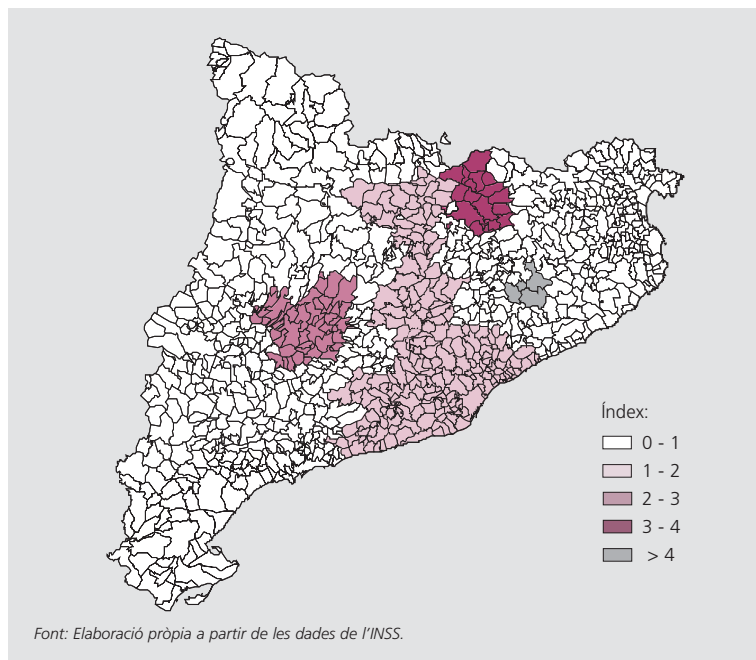 Índex:
0 - 1
1 - 2
2 - 3
3 - 4
> 4
Font: Elaboració pròpia a partir de les dades de l’INSS.